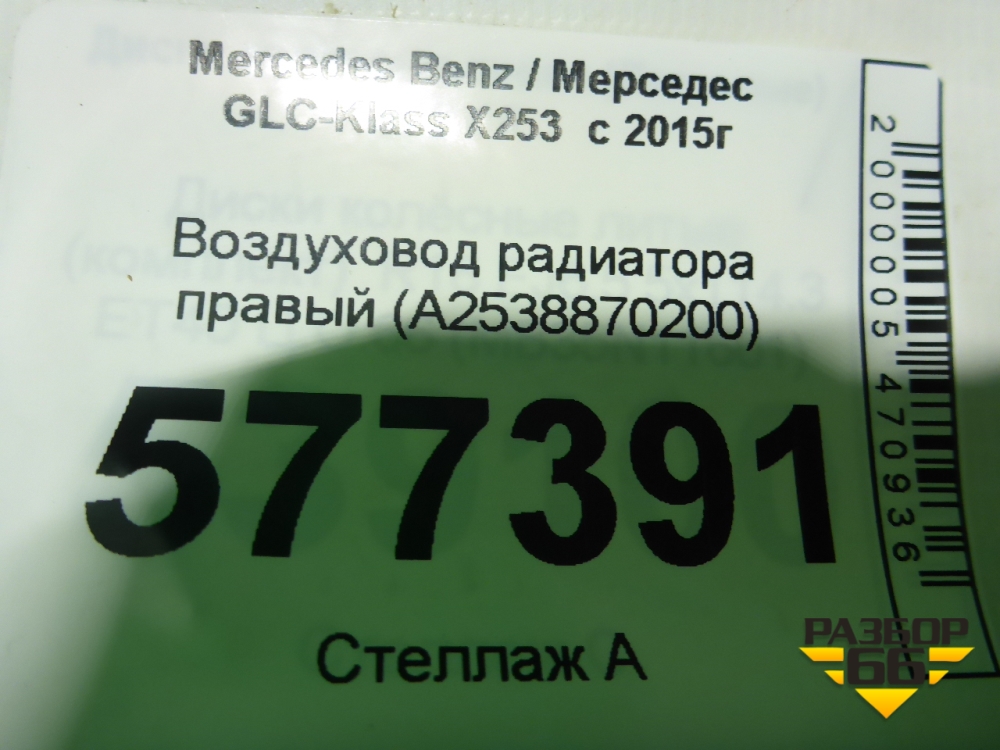 Mercedes Benz / Мерседес
GLC-Klass X253 с 2015г
Воздуховод радиатора
правый (A2538870200)
577391
Стеллаж А
2000005470936
РАЗБОР
66